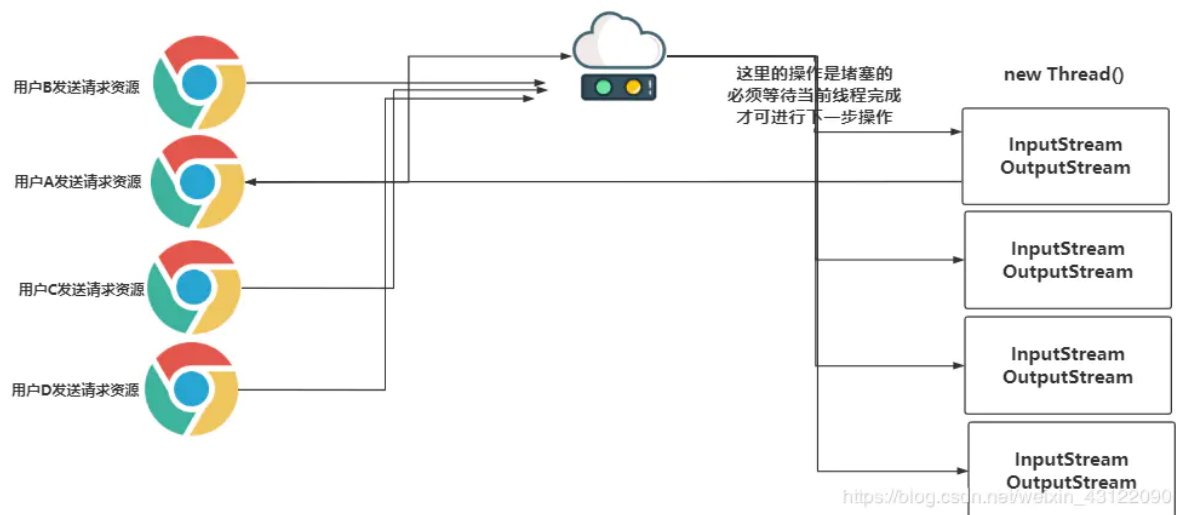 用户B发送请求资源
用户A发送请求资源
用户C发送请求资源
用户D发送请求资源
这里的操作是堵塞的
必须等待当前线程完成
才可进行下一步操作
new Thread()
InputStream
OutputStream
InputStream
OutputStream
InputStream
OutputStream
InputStream
OutputStream
https://blog.csdn.net/weixin_43122090